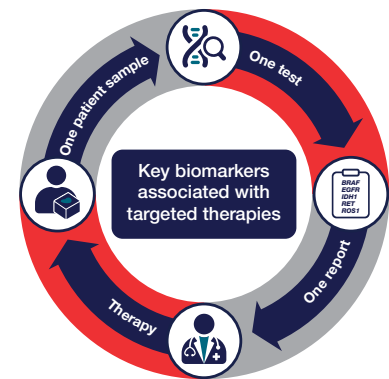 One patient sample
One test
Key biomarkers
associated with
targeted therapies
BRAF
EGFR
IDH1
RET
ROS1
One report
Therapy